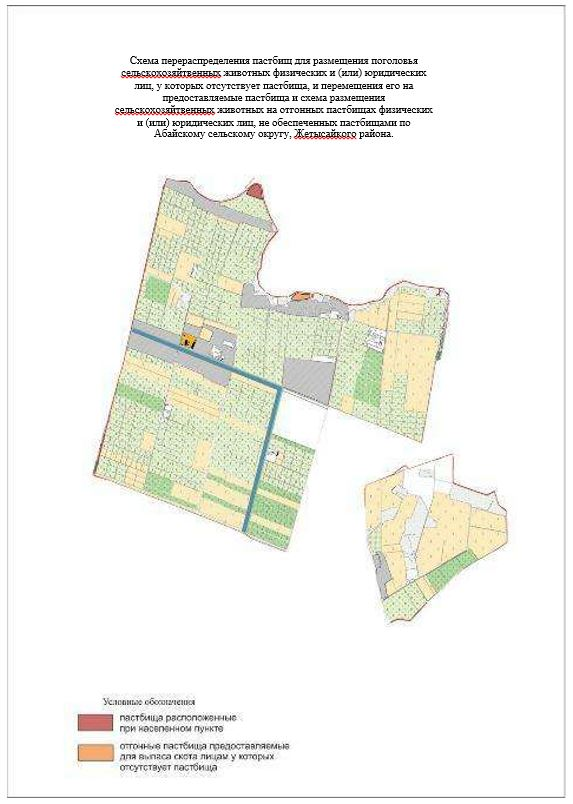 Схема перераспределения пастбищ для размещения поголовья
сельскохозяйтвенных животных физических и (или) юридических
лиц, у которых отсутствует пастбища, и перемещения его на
предоставляемые пастбища и схема размещения
сельскохозяйтвенных животных на отгонных пастбищах физических
и (или) юридических лиц, не обеспеченных пастбищами по
Абайскому сельскому округу, Жетысайкого района.
Условные обозначения
пастбища расположенные
при населенном пункте
отгонные пастбища предоставляемые
для выпаса скота лицам у которых
отсутствует пастбища